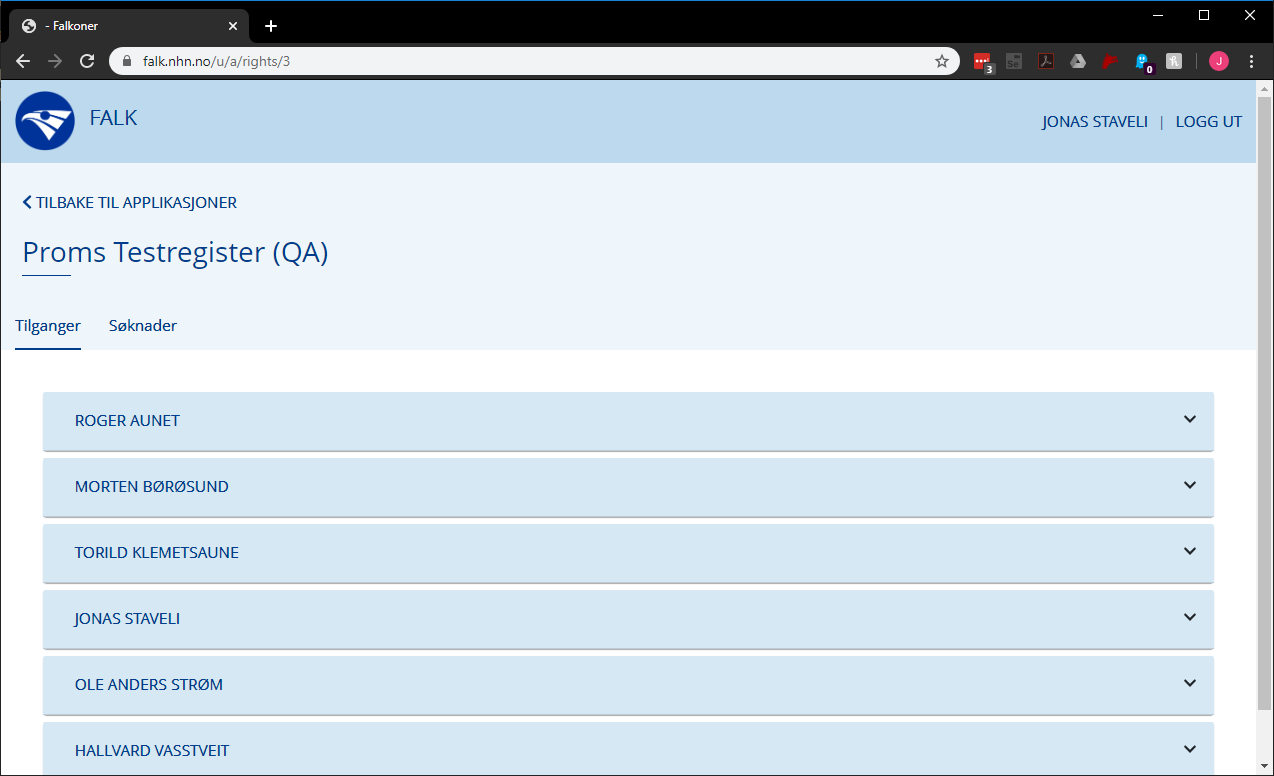 - Falkoner
falk.nhn.no/u/a/rights/3
3
0
J
FALK
JONAS STAVELI | LOGG UT
TILBAKE TIL APPLIKASJONER
Proms Testregister (QA)
Tilganger Søknader
ROGER AUNET
MORTEN BØRØSUND
TORILD KLEMETSAUNE
JONAS STAVELI
OLE ANDERS STRØM
HALLVARD VASSTVEIT